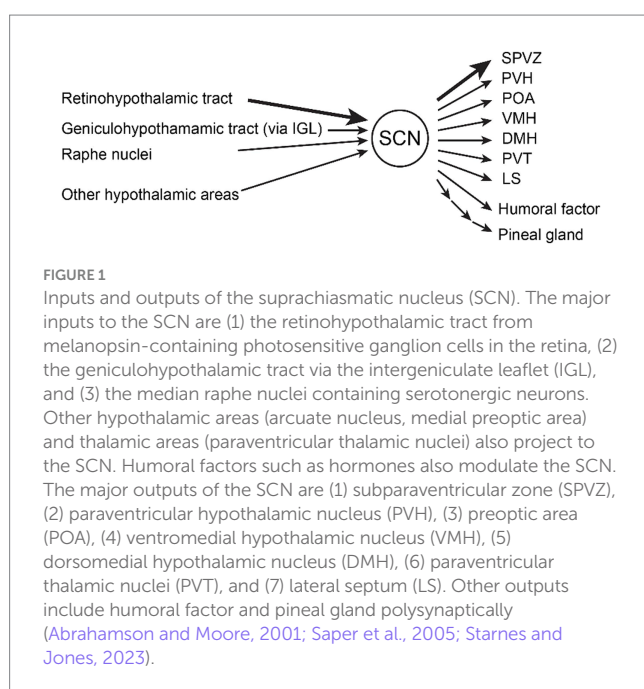 Retinohypothalamic tract
Geniculohypothamamic tract (via IGL)
Raphe nuclei
Other hypothalamic areas
SCN
SPVZ
PVH
POA
VMH
DMH
PVT
LS
Humoral factor
Pineal gland
FIGURE 1
Inputs and outputs of the suprachiasmatic nucleus (SCN). The major
inputs to the SCN are (1) the retinohypothalamic tract from
melanopsin-containing photosensitive ganglion cells in the retina, (2)
the geniculohypothalamic tract via the intergeniculate leaflet (IGL),
and (3) the median raphe nuclei containing serotonergic neurons.
Other hypothalamic areas (arcuate nucleus, medial preoptic area)
and thalamic areas (paraventricular thalamic nuclei) also project to
the SCN. Humoral factors such as hormones also modulate the SCN.
The major outputs of the SCN are (1) subparaventricular zone (SPVZ),
(2) paraventricular hypothalamic nucleus (PVH), (3) preoptic area
(POA), (4) ventromedial hypothalamic nucleus (VMH), (5)
dorsomedial hypothalamic nucleus (DMH), (6) paraventricular
thalamic nuclei (PVT), and (7) lateral septum (LS). Other outputs
include humoral factor and pineal gland polysynaptically
(Abrahamson and Moore, 2001; Saper et al., 2005; Starnes and
Jones, 2023).